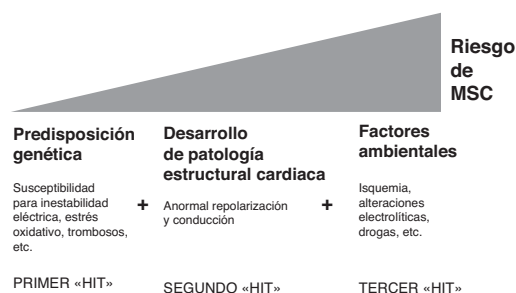 Riesgo
de
MSC
Predisposición
genética
Susceptibilidad
para inestabilidad
eléctrica, estrés
oxidativo, trombosos,
etc.
PRIMER «HIT»
+
Desarrollo
de patología
estructural cardiaca
Anormal repolarización
y conducción
SEGUNDO «HIT»
+
Factores
ambientales
Isquemia,
alteraciones
electrolíticas,
drogas, etc.
TERCER «HIT»